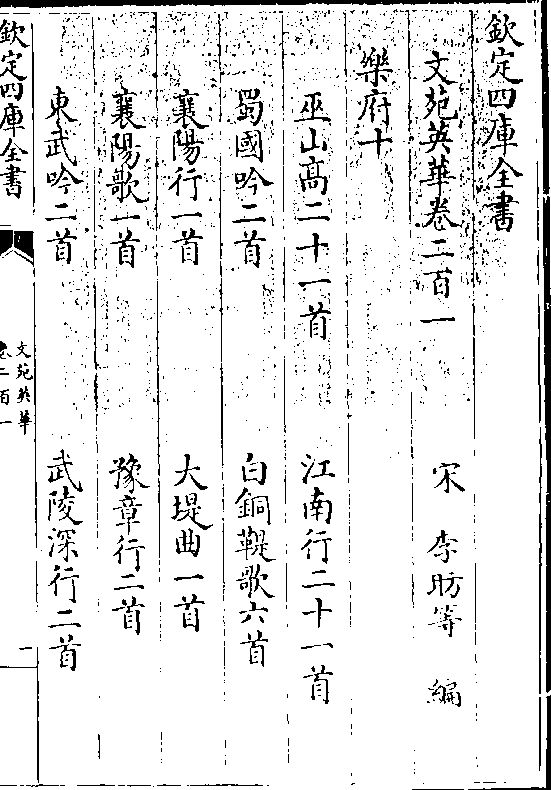 欽定四庫全書
文苑英華卷二百一
宋 李昉等 編
樂府十
巫山高二十一首 江南行二十一首
蜀國吟二首 白銅鞮歌六首
襄陽行一首 大堤曲一首
襄陽歌一首 豫章行二首
東武吟二首 武陵深行二首
欽定四庫全書
文苑英華
卷二百一
一